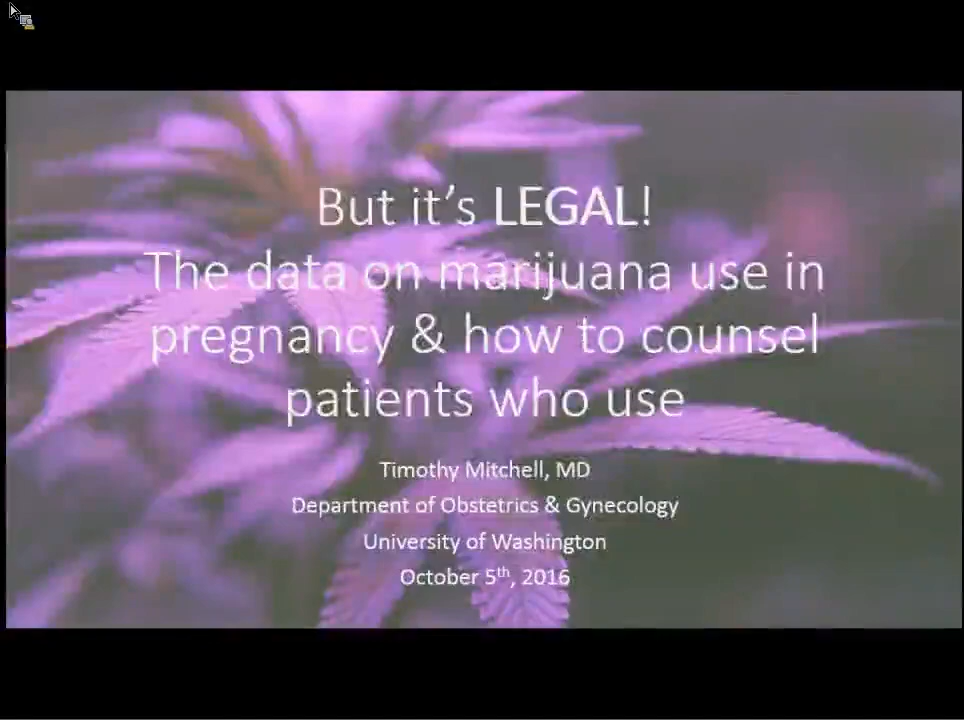 But it's LEGAL!
The data on marijuana use in
pregnancy & how to counsel
patients who use
Timothy Mitchell, MD
Department of Obstetrics & Gynecology
University of Washington
October 5th, 2016